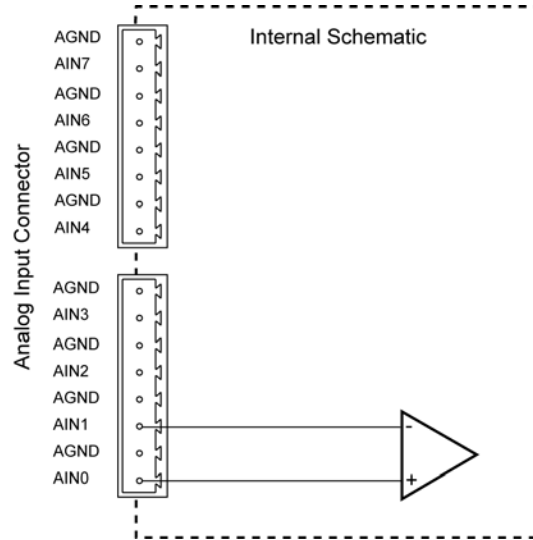 Internal Schematic
Analog Input Connector
AGND
AIN7
AGND
AIN6
AGND
AIN5
AGND
AIN4
AGND
AIN3
AGND
AIN2
AGND
AIN1
AGND
AIN0
-
+